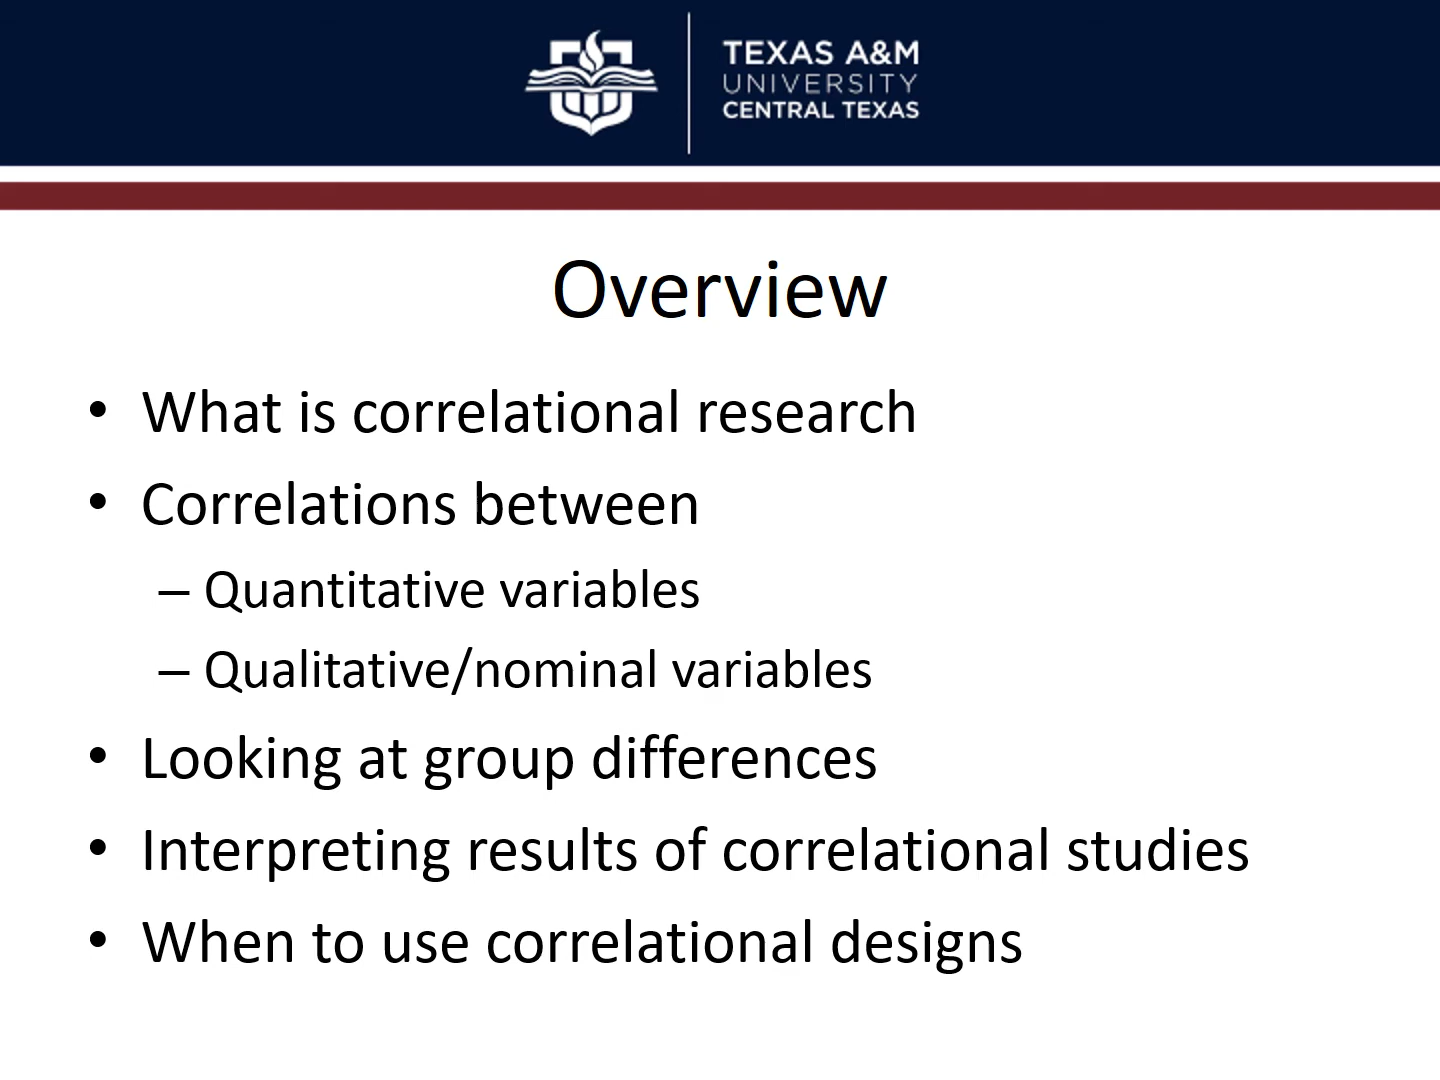 TEXAS A&M
UNIVERSITY
CENTRAL TEXAS
Overview
• What is correlational research
• Correlations between
– Quantitative variables
– Qualitative/nominal variables
• Looking at group differences
• Interpreting results of correlational studies
• When to use correlational designs